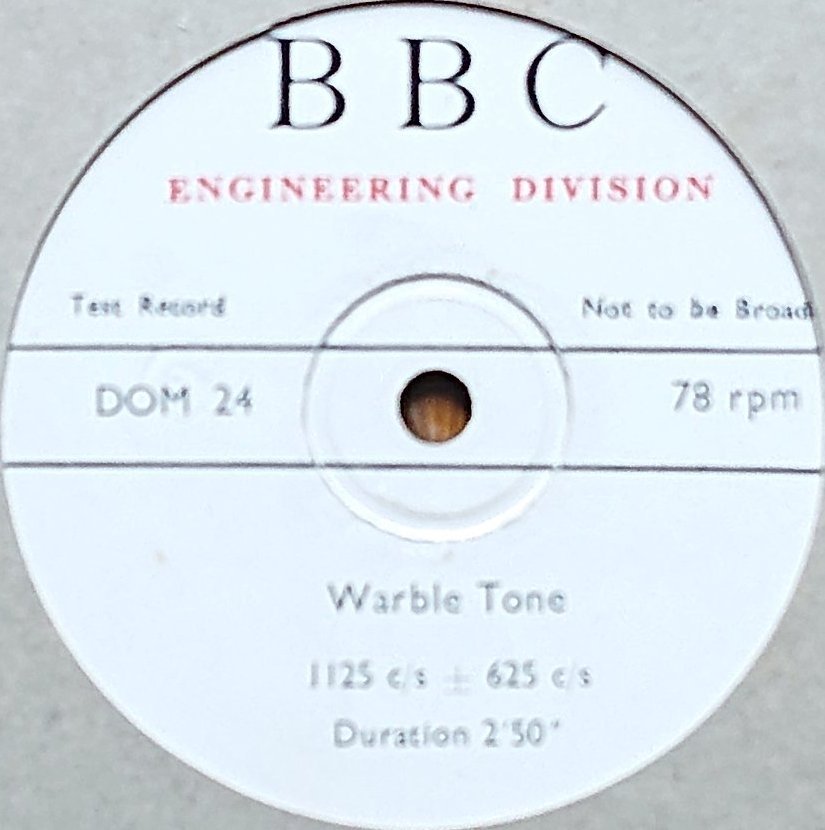 BBC
ENGINEERING DIVISION
Test Record Not to be Broad
DOM 24 78 rpm
Warble Tone
1125 c/s ± 625 c/s
Duration 2'50"